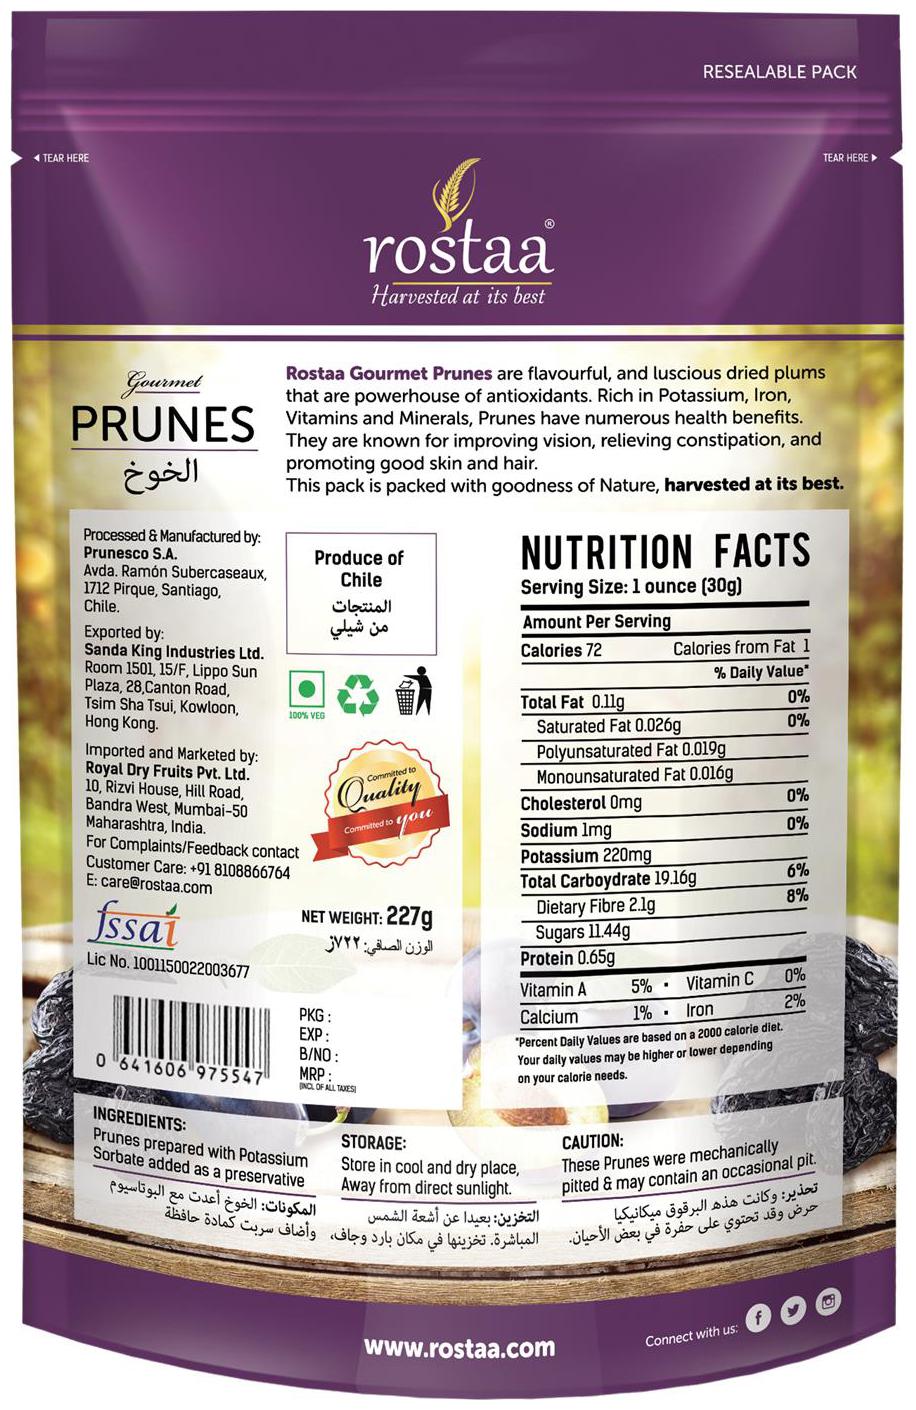 RESEALABLE PACK
TEAR HERE
TEAR HERE
rostaa®
Harvested at its best
Gourmet
PRUNES
الخوخ
Rostaa Gourmet Prunes are flavourful, and luscious dried plums
that are powerhouse of antioxidants. Rich in Potassium, Iron,
Vitamins and Minerals, Prunes have numerous health benefits.
They are known for improving vision, relieving constipation, and
promoting good skin and hair.
This pack is packed with goodness of Nature, harvested at its best.
Processed & Manufactured by:
Prunesco S.A.
Avda. Ramón Subercaseaux,
1712 Pirque, Santiago,
Chile.
Exported by:
Sanda King Industries Ltd.
Room 1501, 15/F, Lippo Sun
Plaza, 28,Canton Road,
Tsim Sha Tsui, Kowloon,
Hong Kong.
Imported and Marketed by:
Royal Dry Fruits Pvt. Ltd.
10, Rizvi House, Hill Road,
Bandra West, Mumbai-50
Maharashtra, India.
For Complaints/Feedback contact
Customer Care: +91 8108866764
E: care@rostaa.com
fssai
Lic No. 1001150022003677
0 641606 975547
Produce of
Chile
المنتجات
من شيلي
100% VEG
Committed to
Quality
Committed to you
NET WEIGHT: 227g
الوزن الصافي: ٧٢٢ز
PKG :
EXP :
B/NO :
MRP :
(INCL OF ALL TAXES)
NUTRITION FACTS
Serving Size: 1 ounce (30g)
Amount Per Serving
Calories 72 Calories from Fat 1
% Daily Value*
Total Fat 0.11g 0%
Saturated Fat 0.026g 0%
Polyunsaturated Fat 0.019g
Monounsaturated Fat 0.016g
Cholesterol 0mg 0%
Sodium 1mg 0%
Potassium 220mg
Total Carboydrate 19.16g 6%
Dietary Fibre 2.1g 8%
Sugars 11.44g
Protein 0.65g
Vitamin A 5% • Vitamin C 0%
Calcium 1% • Iron 2%
*Percent Daily Values are based on a 2000 calorie diet.
Your daily values may be higher or lower depending
on your calorie needs.
INGREDIENTS:
Prunes prepared with Potassium
Sorbate added as a preservative
المكونات: الخوخ أعدت مع البوتاسيوم
وأضاف سربت كمادة حافظة
STORAGE:
Store in cool and dry place,
Away from direct sunlight.
التخزين: بعيدا عن أشعة الشمس
المباشرة. تخزينها في مكان بارد وجاف،
CAUTION:
These Prunes were mechanically
pitted & may contain an occasional pit.
تحذير: وكانت هذه البرقوق ميكانيكيا
حرض وقد تحتوي على حفرة في بعض الأحيان.
www.rostaa.com
Connect with us: